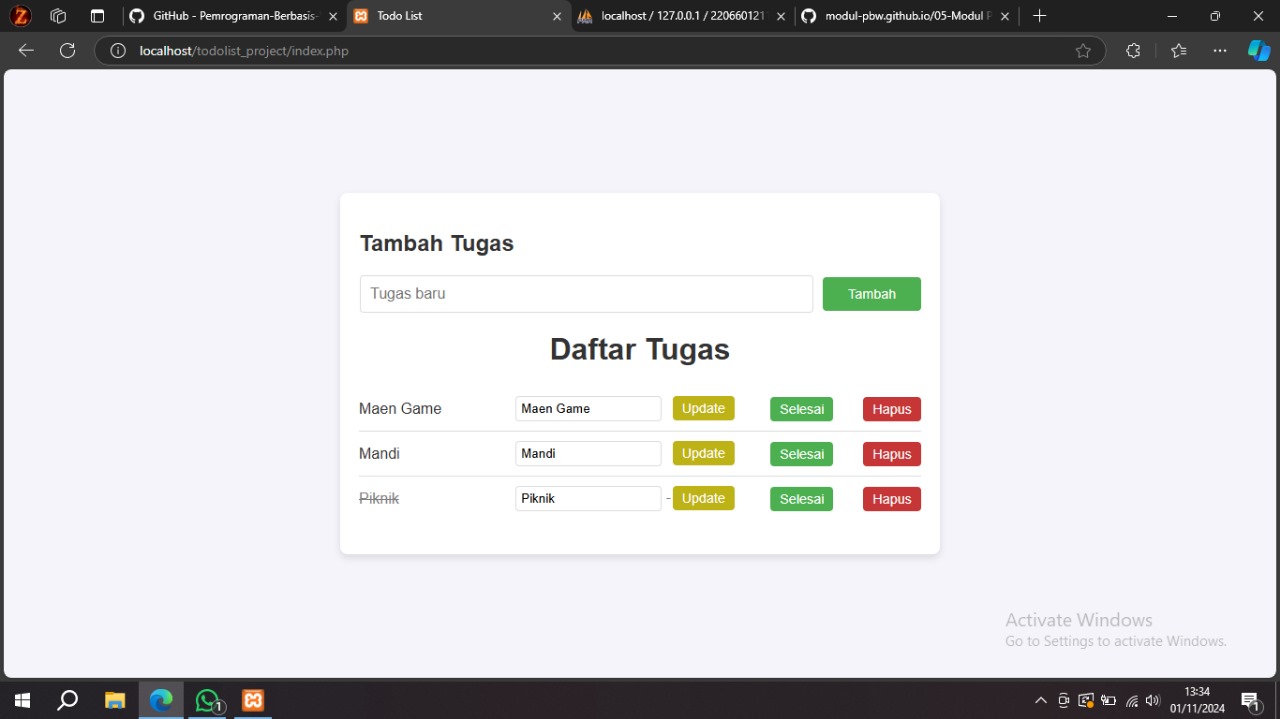 GitHub - Pemrograman-Berbasis-
Todo List
localhost / 127.0.0.1 / 2206601217
modul-pbw.github.io/05-Modul P
localhost/todolist_project/index.php
Tambah Tugas
Tugas baru
Tambah
Daftar Tugas
Maen Game Maen Game Update Selesai Hapus
Mandi Mandi Update Selesai Hapus
Piknik Piknik - Update Selesai Hapus
Activate Windows
Go to Settings to activate Windows.
1
13:34
01/11/2024
1